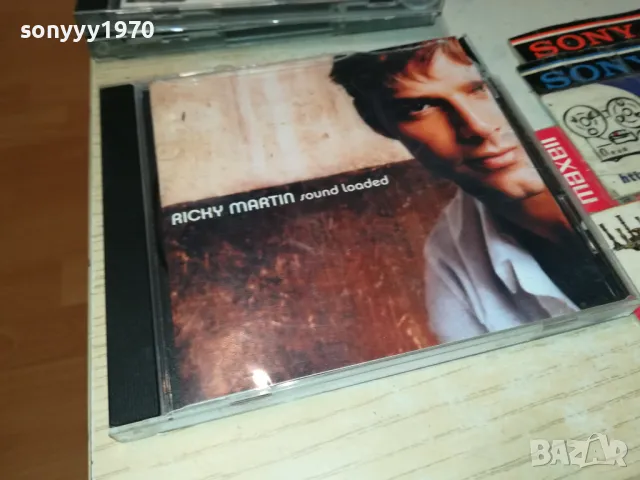 sonyyy1970
SONY
SONY
maxell
RICKY MARTIN sound loaded
BAZAR